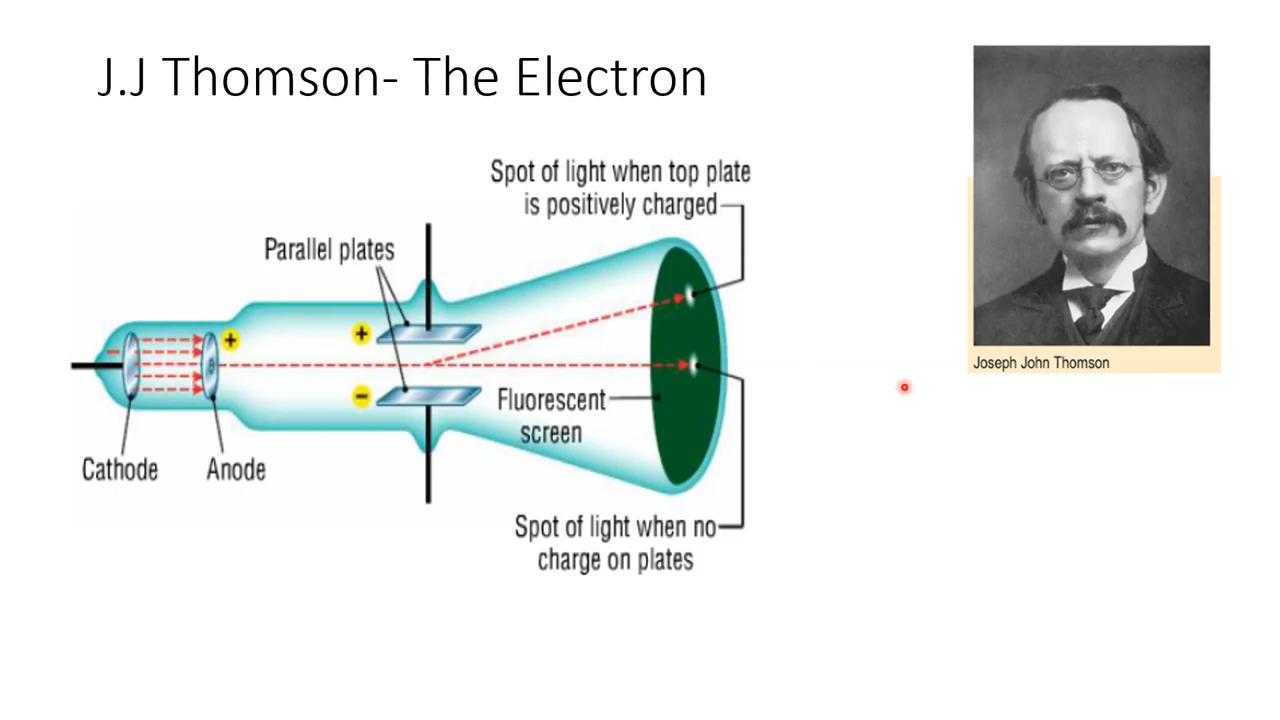 J.J Thomson- The Electron
Spot of light when top plate
is positively charged
Parallel plates
+
+
−
Fluorescent
screen
Cathode
Anode
Spot of light when no
charge on plates
Joseph John Thomson